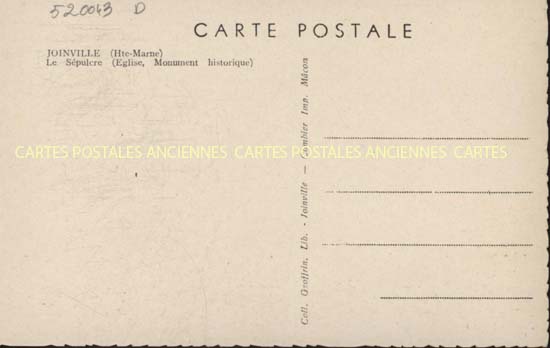 520043 D
CARTE POSTALE
JOINVILLE (Hte-Marne)
Le Sépulcre (Eglise, Monument historique)
CARTES POSTALES ANCIENNES CARTES POSTALES ANCIENNES CARTES
Coll. Lib. - Joinville — Combier Imp. Mâcon